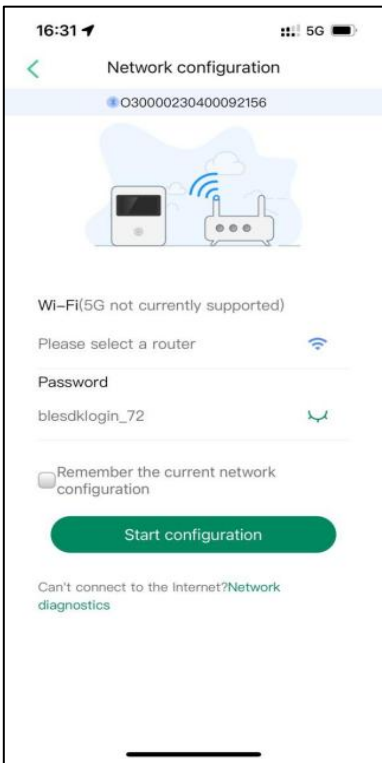 16:31 5G
Network configuration
O30000230400092156
Wi-Fi(5G not currently supported)
Please select a router
Password
blesdklogin_72
Remember the current network
configuration
Start configuration
Can't connect to the Internet?Network
diagnostics